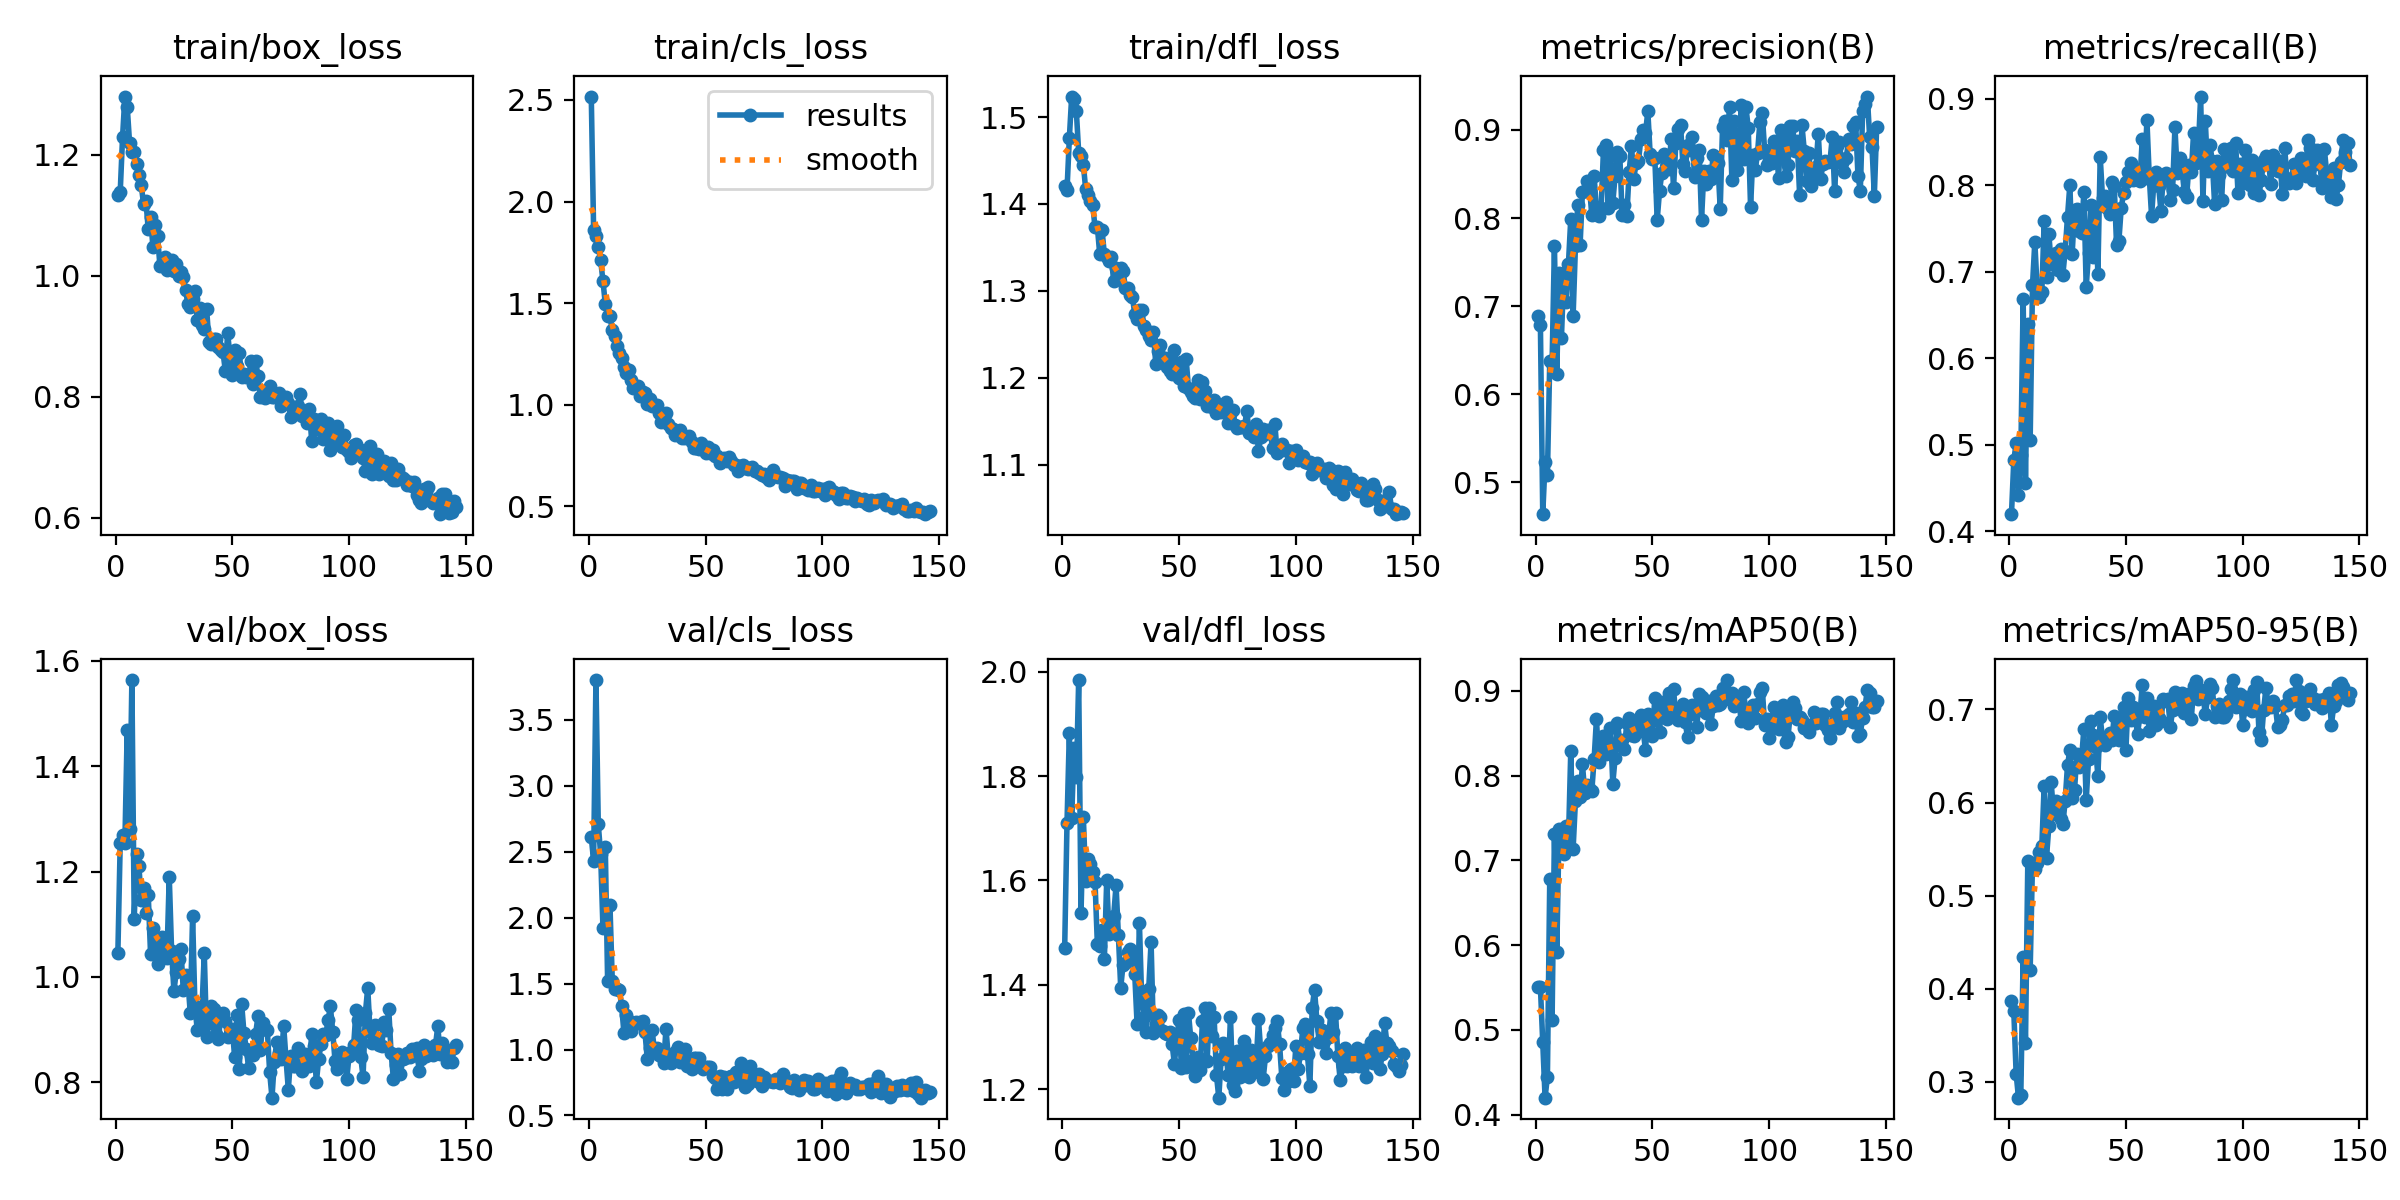 train/box_loss
1.2
1.0
0.8
0.6
0 50 100 150
train/cls_loss
results
smooth
2.5
2.0
1.5
1.0
0.5
0 50 100 150
train/dfl_loss
1.5
1.4
1.3
1.2
1.1
0 50 100 150
metrics/precision(B)
0.9
0.8
0.7
0.6
0.5
0 50 100 150
metrics/recall(B)
0.9
0.8
0.7
0.6
0.5
0.4
0 50 100 150
val/box_loss
1.6
1.4
1.2
1.0
0.8
0 50 100 150
val/cls_loss
3.5
3.0
2.5
2.0
1.5
1.0
0.5
0 50 100 150
val/dfl_loss
2.0
1.8
1.6
1.4
1.2
0 50 100 150
metrics/mAP50(B)
0.9
0.8
0.7
0.6
0.5
0.4
0 50 100 150
metrics/mAP50-95(B)
0.7
0.6
0.5
0.4
0.3
0 50 100 150